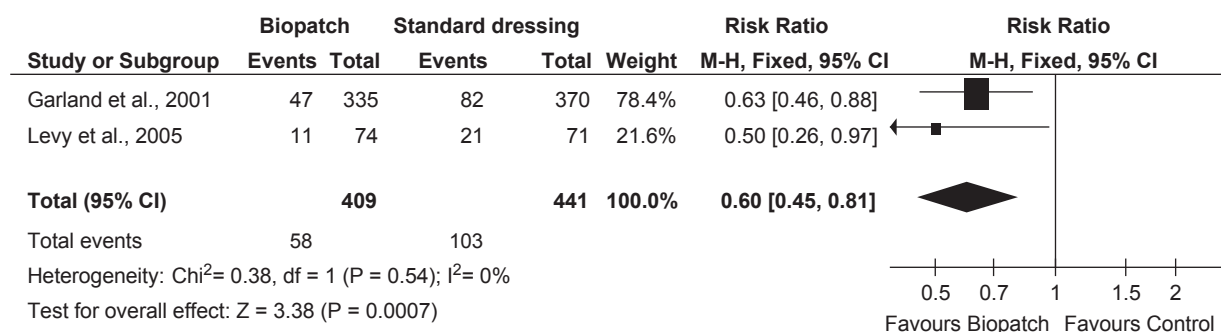 Biopatch Standard dressing Risk Ratio Risk Ratio
Study or Subgroup Events Total Events Total Weight M-H, Fixed, 95% CI M-H, Fixed, 95% CI
Garland et al., 2001 47 335 82 370 78.4% 0.63 [0.46, 0.88]
Levy et al., 2005 11 74 21 71 21.6% 0.50 [0.26, 0.97]
Total (95% CI) 409 441 100.0% 0.60 [0.45, 0.81]
Total events 58 103
Heterogeneity: Chi²= 0.38, df = 1 (P = 0.54); I²= 0%
Test for overall effect: Z = 3.38 (P = 0.0007)
0.5 0.7 1 1.5 2
Favours Biopatch Favours Control